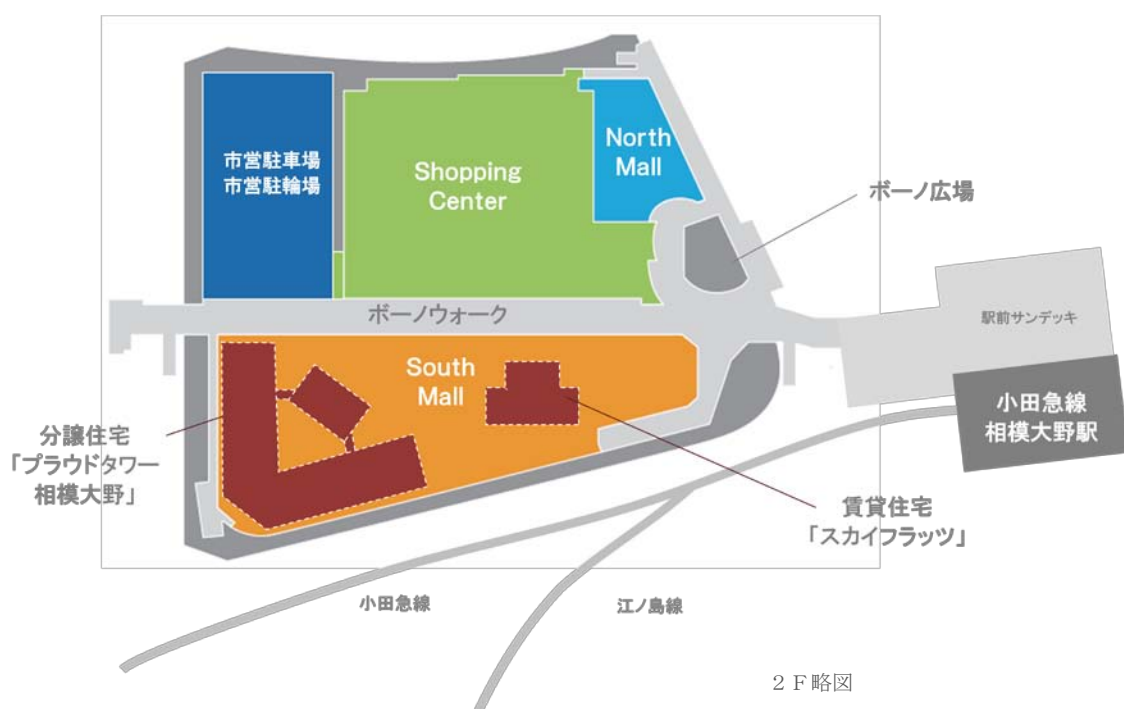 市営駐車場
市営駐輪場
Shopping
Center
North
Mall
ボーノ広場
ボーノウォーク
駅前サンデッキ
South
Mall
小田急線
相模大野駅
分譲住宅
「プラウドタワー
相模大野」
賃貸住宅
「スカイフラッツ」
小田急線
江ノ島線
２Ｆ略図